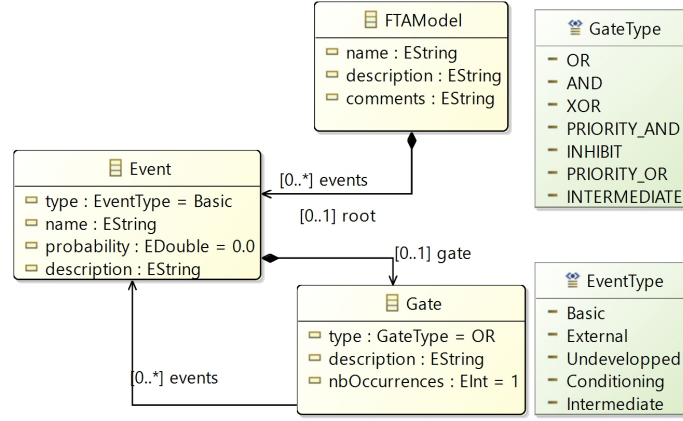 FTAModel
name : EString
description : EString
comments : EString
GateType
OR
AND
XOR
PRIORITY_AND
INHIBIT
PRIORITY_OR
INTERMEDIATE
Event
type : EventType = Basic
name : EString
probability : EDouble = 0.0
description : EString
[0..*] events
[0..1] root
[0..1] gate
Gate
type : GateType = OR
description : EString
nbOccurrences : EInt = 1
[0..*] events
EventType
Basic
External
Undevelopped
Conditioning
Intermediate